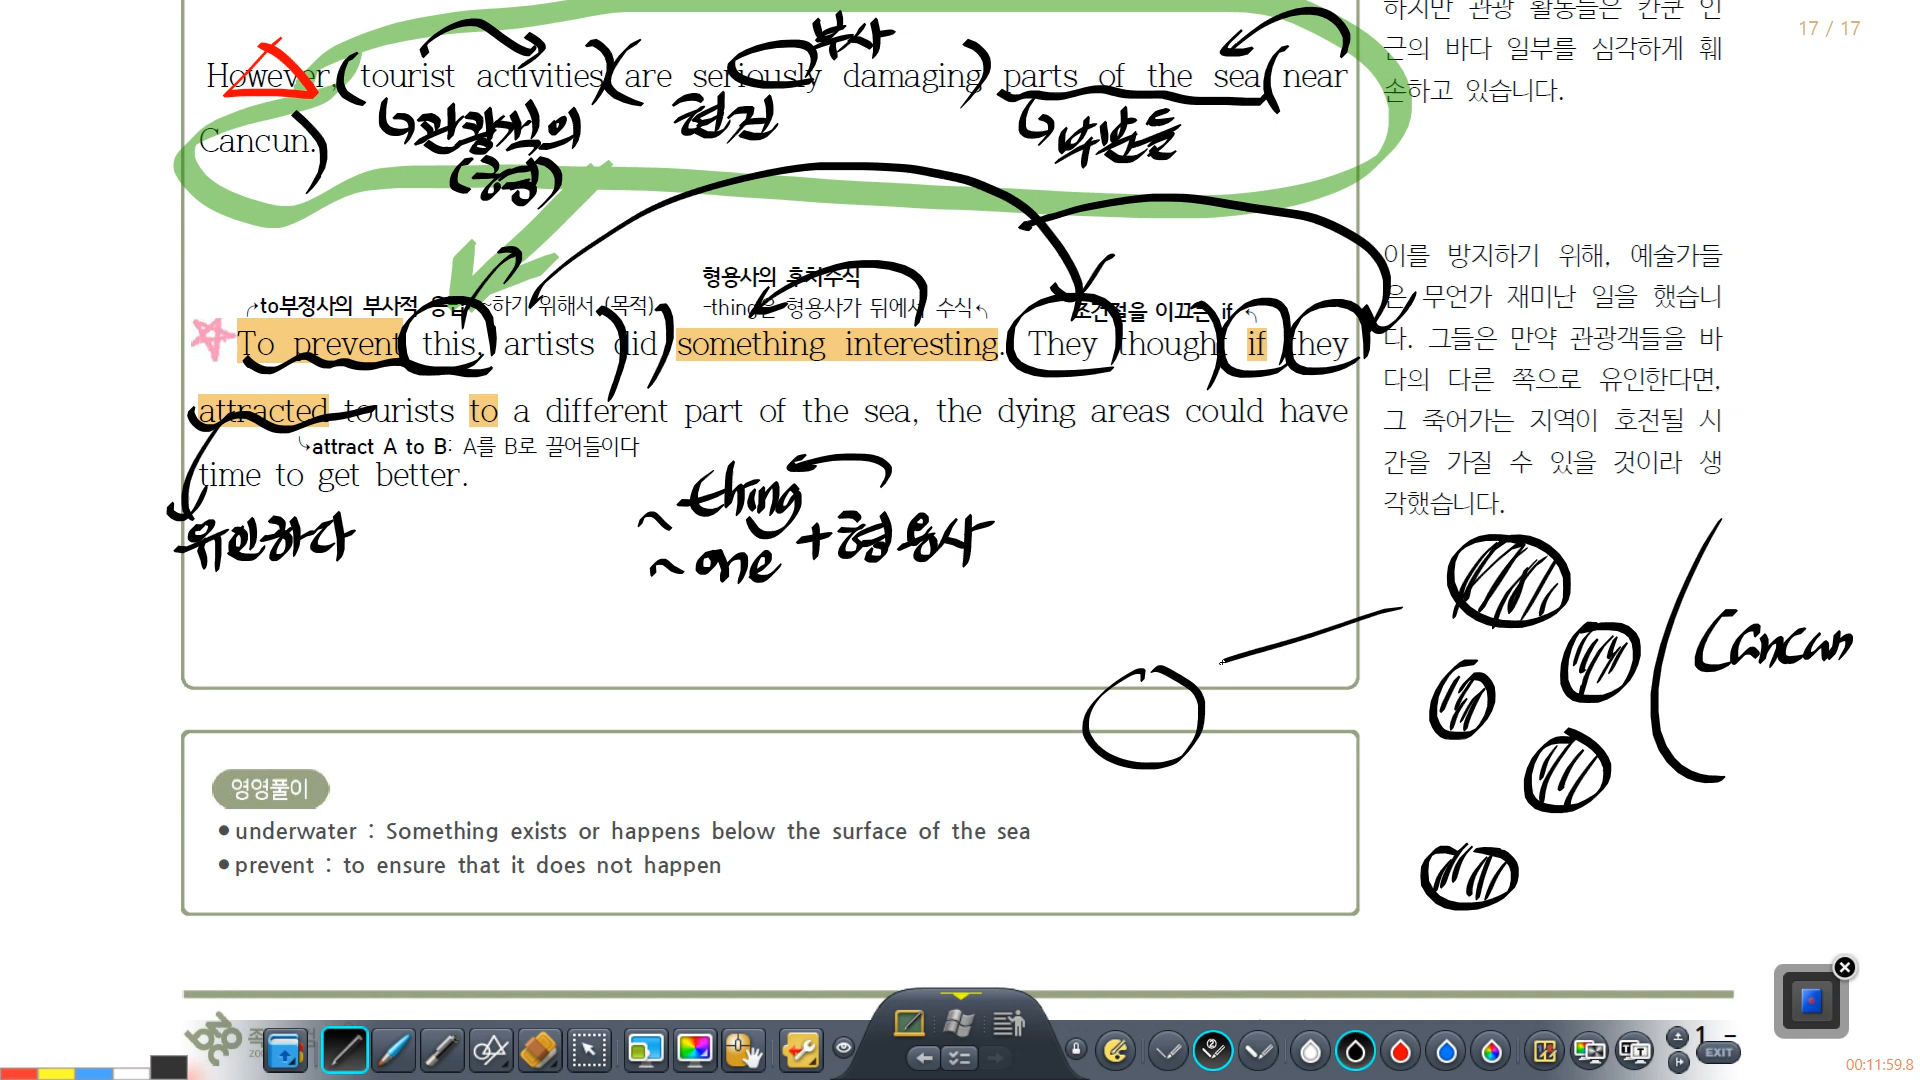 하지만 관광 활동들은 칸쿤 인
17 / 17
부사
However, tourist activities are seriously damaging parts of the sea near
근의 바다 일부를 심각하게 훼
손하고 있습니다.
관광객의
(형)
현진
부분들
Cancun.
형용사의 후치수식
to부정사의 부사적 용법 ~하기 위해서 (목적)
-thing은 형용사가 뒤에서 수식
조건절을 이끄는 if
To prevent this, artists did something interesting. They thought if they
attracted tourists to a different part of the sea, the dying areas could have
attract A to B: A를 B로 끌어들이다
time to get better.
이를 방지하기 위해, 예술가들
은 무언가 재미난 일을 했습니
다. 그들은 만약 관광객들을 바
다의 다른 쪽으로 유인한다면,
그 죽어가는 지역이 호전될 시
간을 가질 수 있을 것이라 생
각했습니다.
유인하다
~thing
~one +형용사
Cancun
영영풀이
underwater : Something exists or happens below the surface of the sea
prevent : to ensure that it does not happen
1
EXIT
00:11:59.8